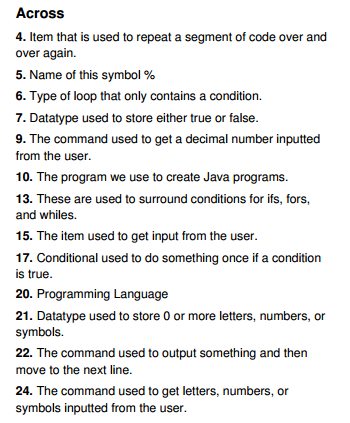 Across
4. Item that is used to repeat a segment of code over and
over again.
5. Name of this symbol %
6. Type of loop that only contains a condition.
7. Datatype used to store either true or false.
9. The command used to get a decimal number inputted
from the user.
10. The program we use to create Java programs.
13. These are used to surround conditions for ifs, fors,
and whiles.
15. The item used to get input from the user.
17. Conditional used to do something once if a condition
is true.
20. Programming Language
21. Datatype used to store 0 or more letters, numbers, or
symbols.
22. The command used to output something and then
move to the next line.
24. The command used to get letters, numbers, or
symbols inputted from the user.